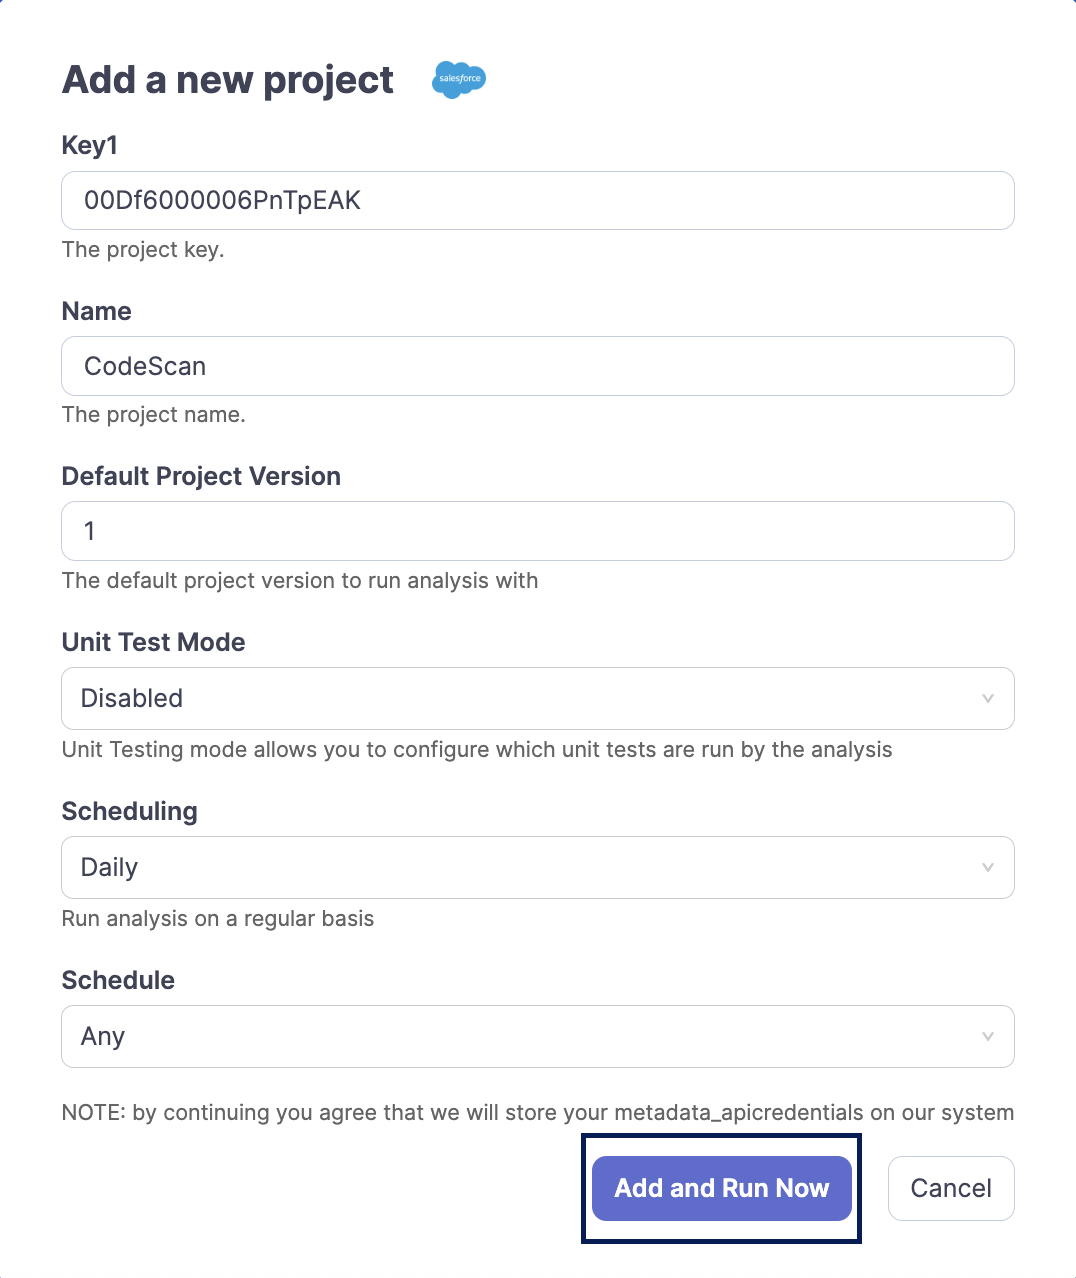 Add a new project
salesforce
Key1
00Df6000006PnTpEAK
The project key.
Name
CodeScan
The project name.
Default Project Version
1
The default project version to run analysis with
Unit Test Mode
Disabled
Unit Testing mode allows you to configure which unit tests are run by the analysis
Scheduling
Daily
Run analysis on a regular basis
Schedule
Any
NOTE: by continuing you agree that we will store your metadata_apicredentials on our system
Add and Run Now
Cancel